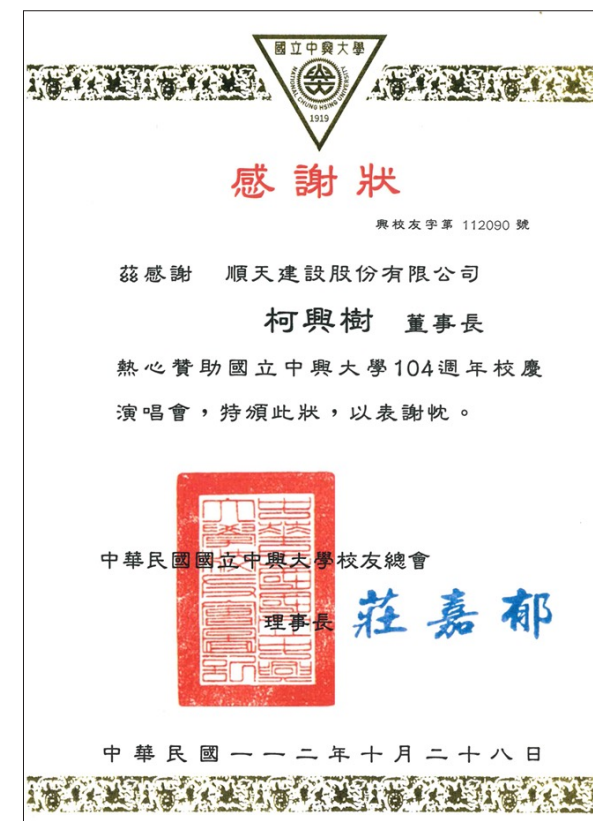 國立中興大學
NATIONAL CHUNG HSING UNIVERSITY
1919
感謝狀
興校友字第 112090 號
茲感謝 順天建設股份有限公司
柯興樹 董事長
熱心贊助國立中興大學104週年校慶
演唱會，特頒此狀，以表謝忱。
中華民國國立中興大學校友總會
理事長 莊嘉郁
中華民國一一二年十月二十八日